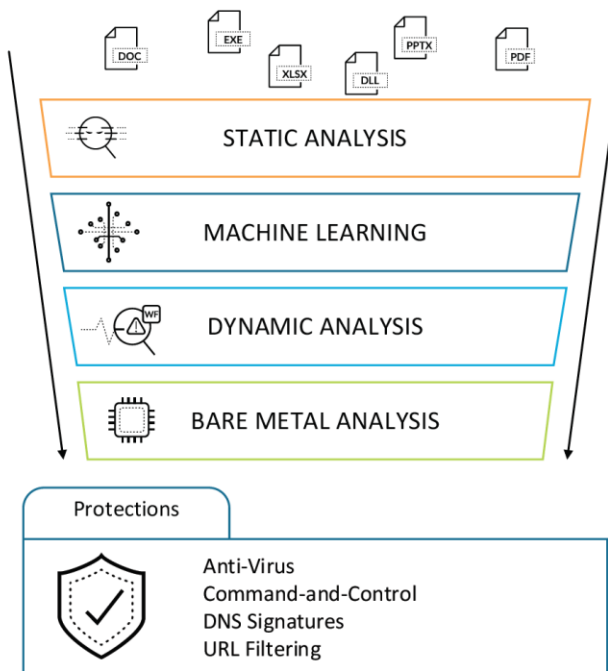 DOC
EXE
XLSX
DLL
PPTX
PDF
STATIC ANALYSIS
MACHINE LEARNING
WF
DYNAMIC ANALYSIS
BARE METAL ANALYSIS
Protections
Anti-Virus
Command-and-Control
DNS Signatures
URL Filtering